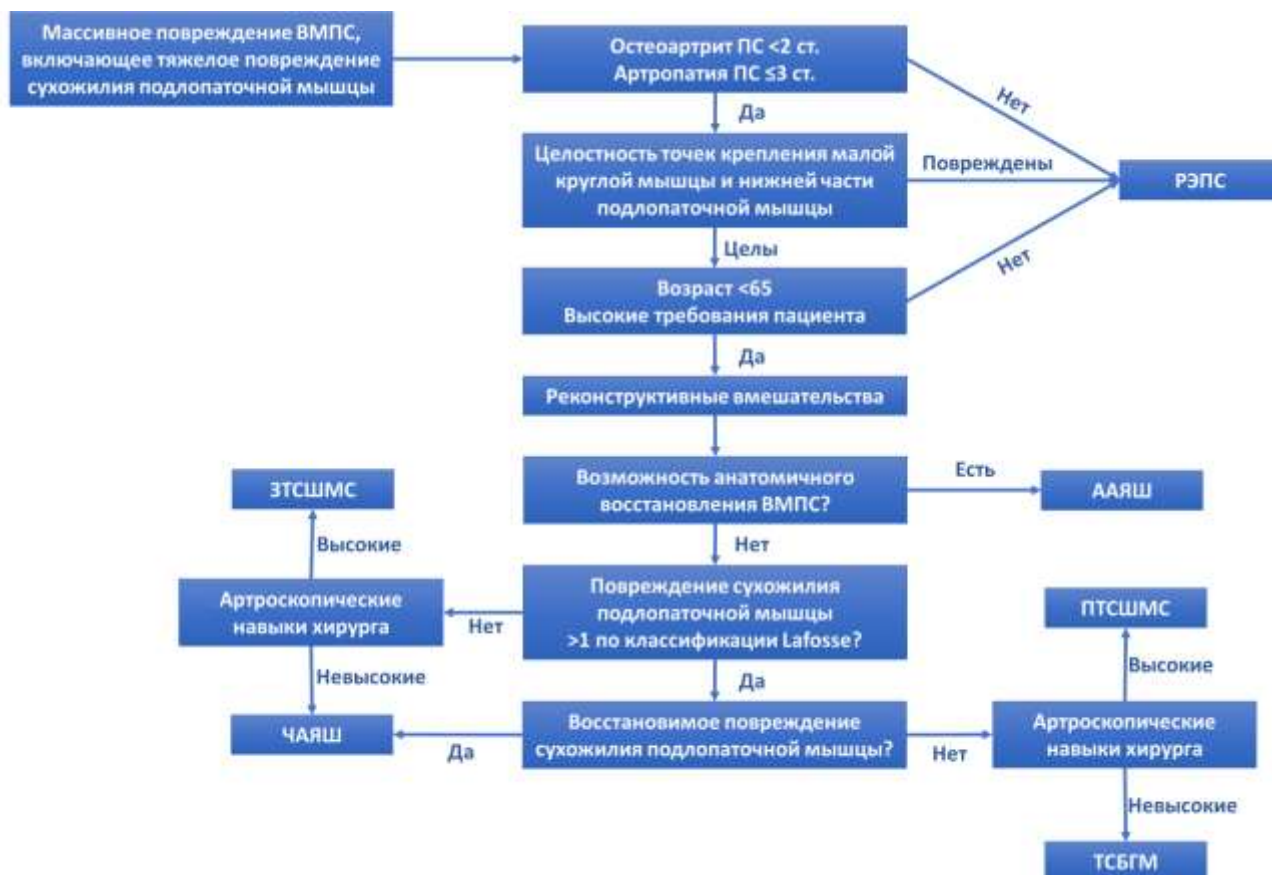 Массивное повреждение ВМПС,
включающее тяжелое повреждение
сухожилия подлопаточной мышцы
Остеоартрит ПС <2 ст.
Артропатия ПС ≤3 ст.
Нет
Да
Целостность точек крепления малой
круглой мышцы и нижней части
подлопаточной мышцы
Повреждены
РЭПС
Целы
Нет
Возраст <65
Высокие требования пациента
Да
Реконструктивные вмешательства
Возможность анатомичного
восстановления ВМПС?
Есть
ААЯШ
Нет
ЗТСШМС
Высокие
Артроскопические
навыки хирурга
Нет
Повреждение сухожилия
подлопаточной мышцы
>1 по классификации Lafosse?
Невысокие
Да
ЧАЯШ
Да
Восстановимое повреждение
сухожилия подлопаточной мышцы?
Нет
ПТСШМС
Высокие
Артроскопические
навыки хирурга
Невысокие
ТСБГМ